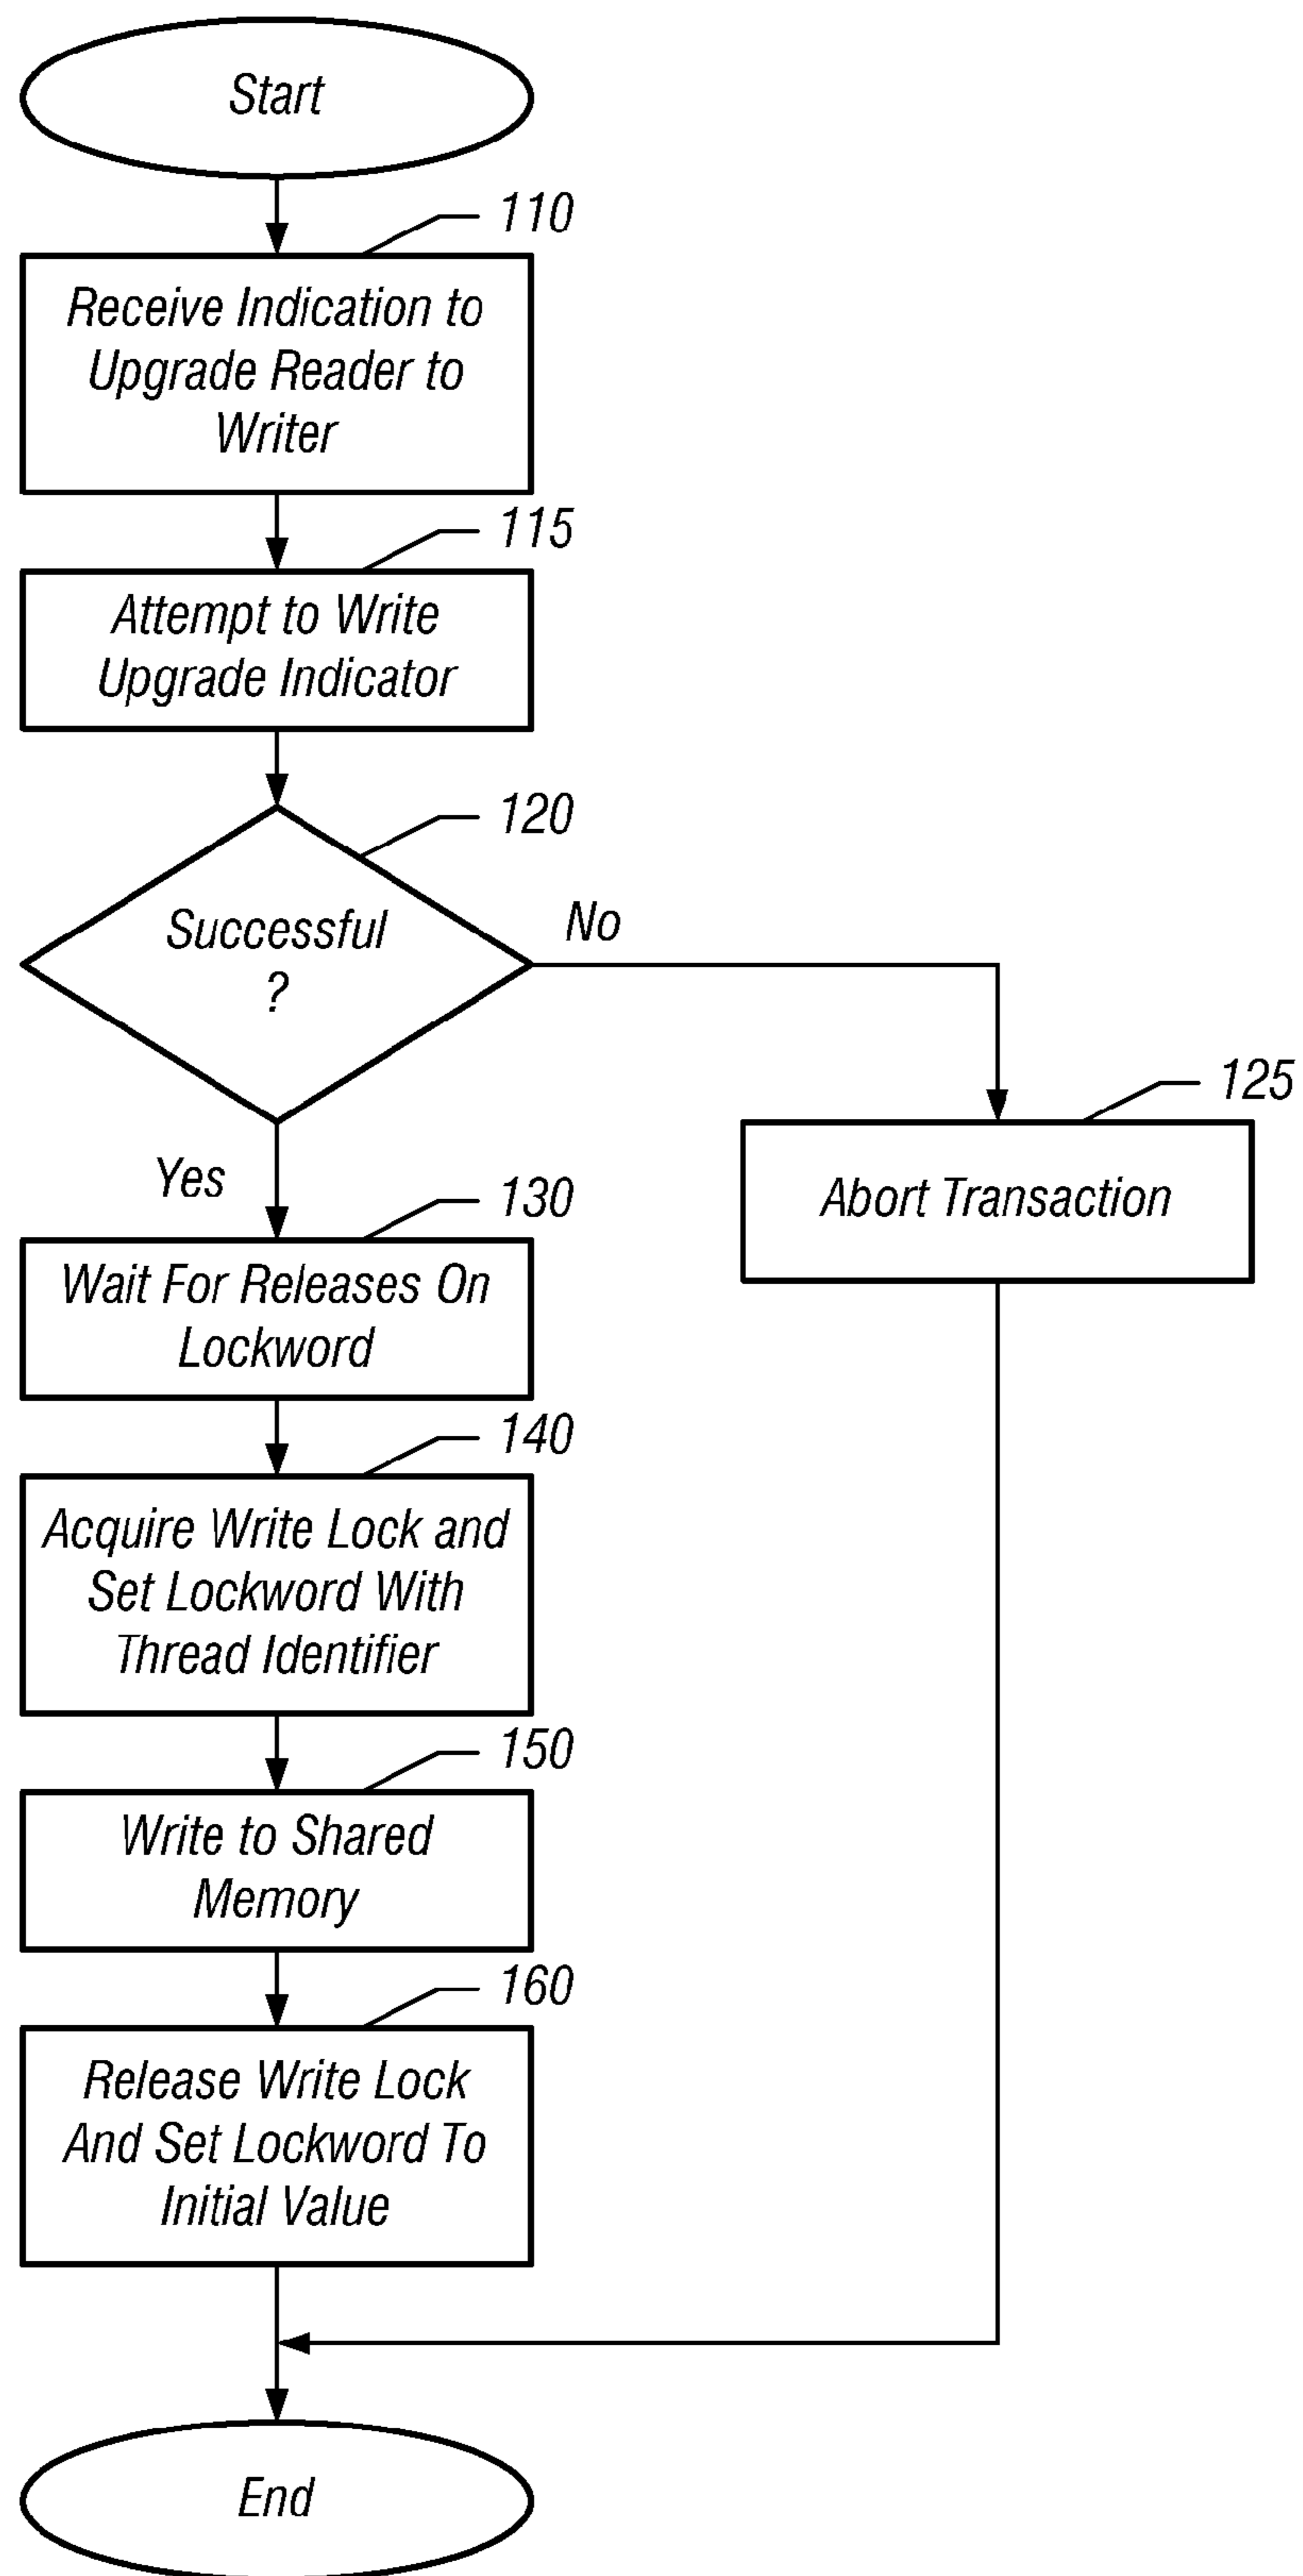 Start
110
Receive Indication to
Upgrade Reader to
Writer
115
Attempt to Write
Upgrade Indicator
120
Successful
?
No
125
Abort Transaction
Yes
130
Wait For Releases On
Lockword
140
Acquire Write Lock and
Set Lockword With
Thread Identifier
150
Write to Shared
Memory
160
Release Write Lock
And Set Lockword To
Initial Value
End